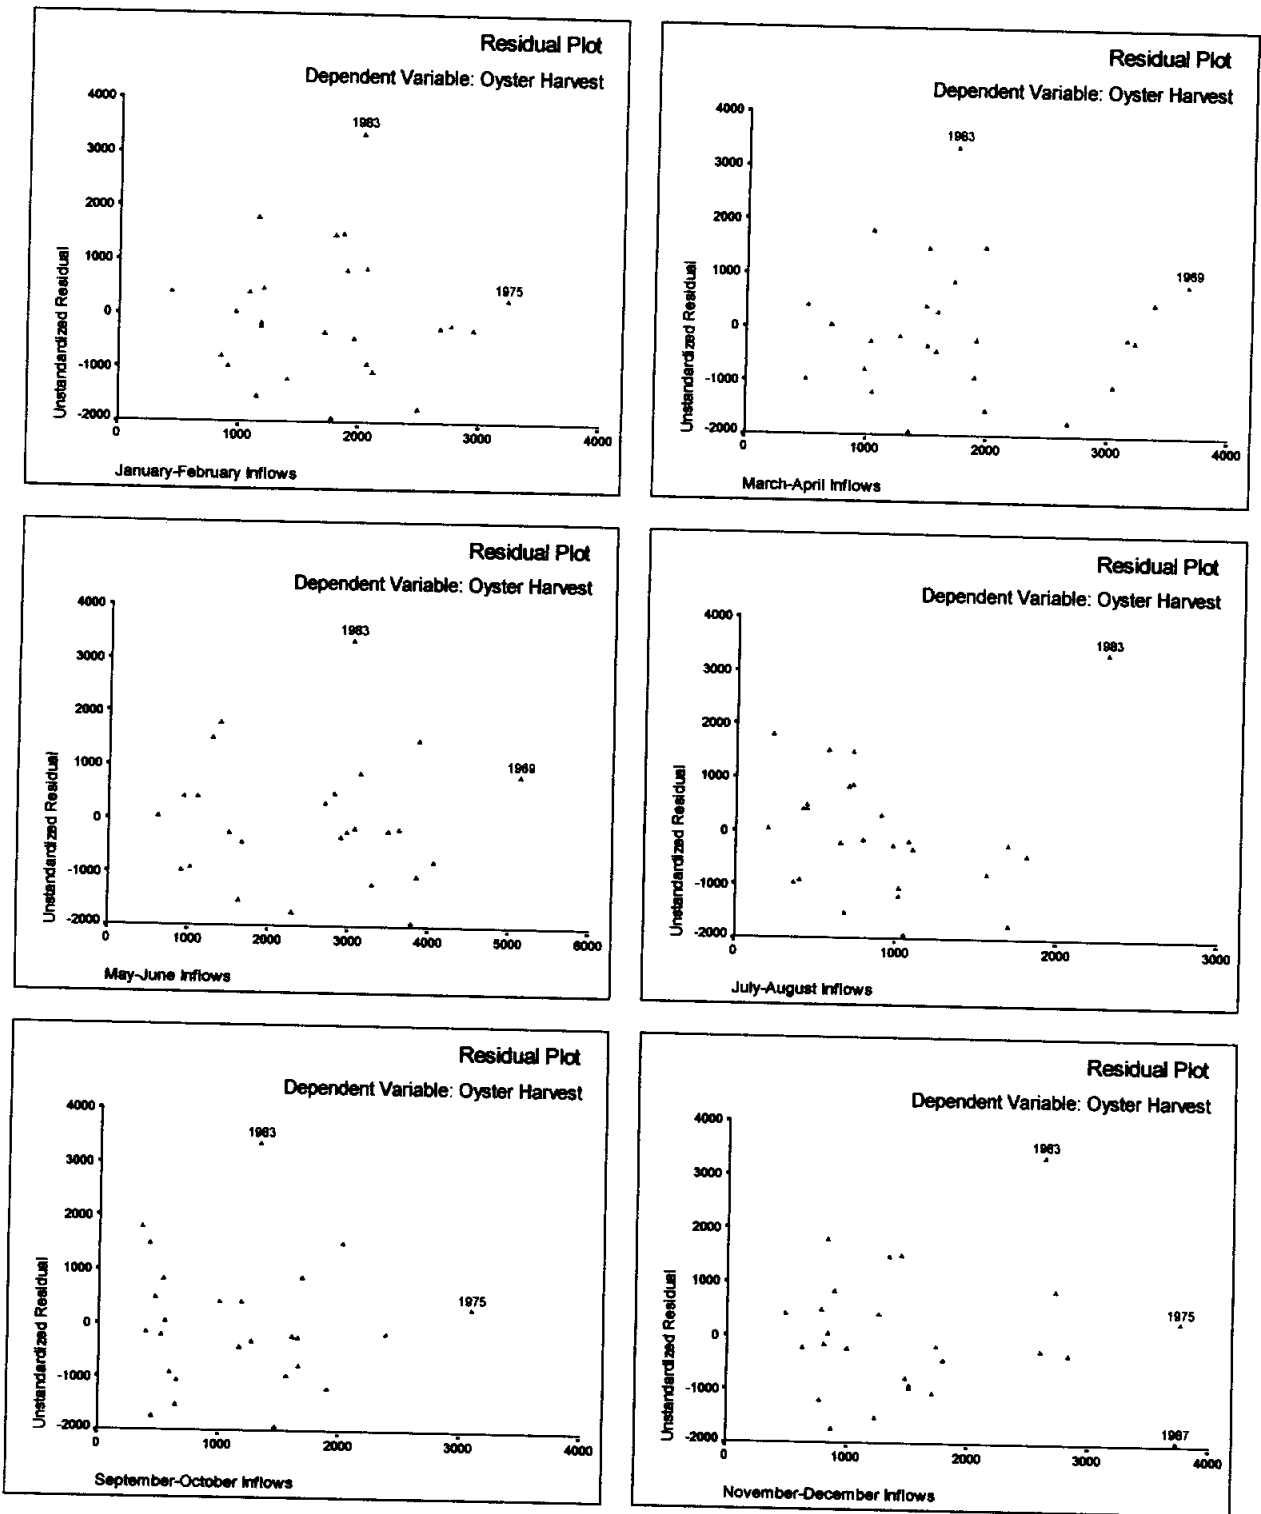 Residual Plot
Dependent Variable: Oyster Harvest
4000
1983
3000
2000
1000
1975
0
-1000
-2000
0 1000 2000 3000 4000
Unstandardized Residual
January-February Inflows
Residual Plot
Dependent Variable: Oyster Harvest
4000
1983
3000
2000
1000
1969
0
-1000
-2000
0 1000 2000 3000 4000
Unstandardized Residual
March-April Inflows
Residual Plot
Dependent Variable: Oyster Harvest
4000
1983
3000
2000
1000
1969
0
-1000
-2000
0 1000 2000 3000 4000 5000 6000
Unstandardized Residual
May-June Inflows
Residual Plot
Dependent Variable: Oyster Harvest
4000
1983
3000
2000
1000
0
-1000
-2000
0 1000 2000 3000
Unstandardized Residual
July-August Inflows
Residual Plot
Dependent Variable: Oyster Harvest
4000
1983
3000
2000
1000
1975
0
-1000
-2000
0 1000 2000 3000 4000
Unstandardized Residual
September-October Inflows
Residual Plot
Dependent Variable: Oyster Harvest
4000
1983
3000
2000
1000
1975
0
-1000
-2000
1987
0 1000 2000 3000 4000
Unstandardized Residual
November-December Inflows